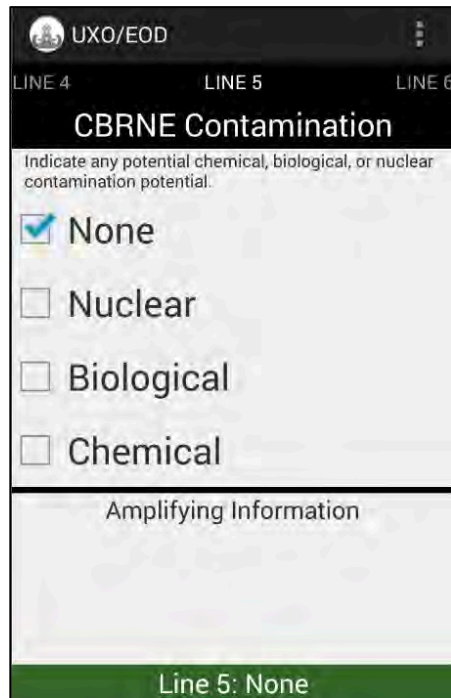 UXO/EOD
LINE 4 LINE 5 LINE 6
CBRNE Contamination
Indicate any potential chemical, biological, or nuclear
contamination potential.
None
Nuclear
Biological
Chemical
Amplifying Information
Line 5: None